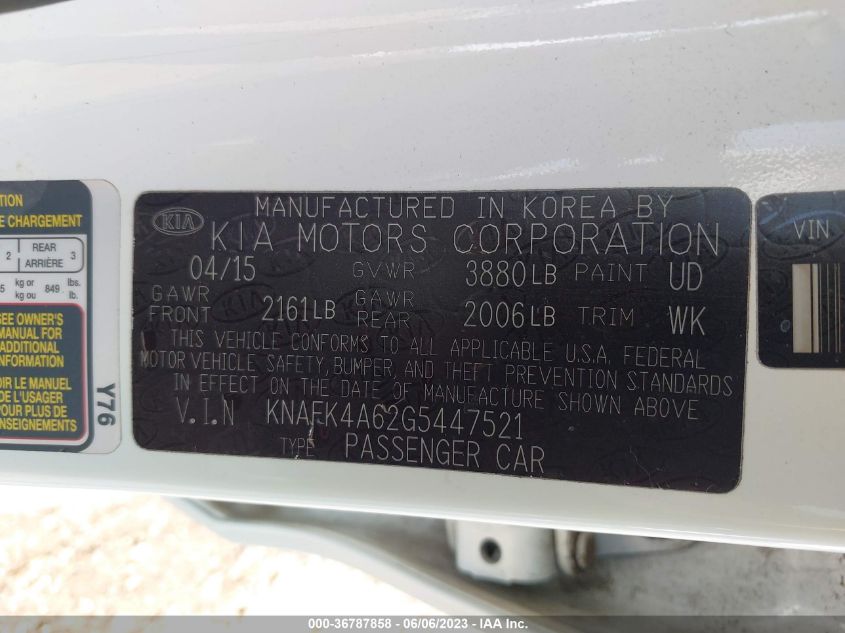 TION
E CHARGEMENT
2 REAR 3
ARRIÈRE
5 kg or 849 lbs.
kg ou lb.
SEE OWNER'S
MANUAL FOR
ADDITIONAL
INFORMATION
OIR LE MANUEL
DE L'USAGER
POUR PLUS DE
NSEIGNEMENTS
Y76
KIA
MANUFACTURED IN KOREA BY
KIA MOTORS CORPORATION
04/15 GVWR 3880LB PAINT UD
GAWR FRONT 2161LB GAWR REAR 2006LB TRIM WK
THIS VEHICLE CONFORMS TO ALL APPLICABLE U.S.A. FEDERAL
MOTOR VEHICLE SAFETY, BUMPER, AND THEFT PREVENTION STANDARDS
IN EFFECT ON THE DATE OF MANUFACTURE SHOWN ABOVE
V.I.N KNAFK4A62G5447521
TYPE PASSENGER CAR
VIN
000-36787858 - 06/06/2023 - IAA, Inc.